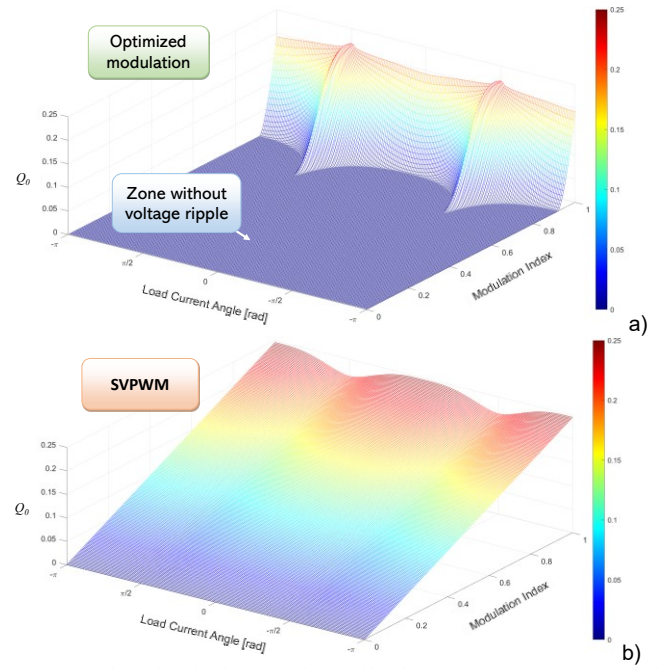 Optimized
modulation
0.25
0.2
0.15
0.1
0.05
0
Q0
Zone without
voltage ripple
-π
π/2
0
-π/2
-π
Load Current Angle [rad]
0
0.2
0.4
0.6
0.8
1
Modulation Index
0.25
0.2
0.15
0.1
0.05
0
a)
SVPWM
0.25
0.2
0.15
0.1
0.05
0
Q0
-π
π/2
0
-π/2
-π
Load Current Angle [rad]
0
0.2
0.4
0.6
0.8
1
Modulation Index
0.25
0.2
0.15
0.1
0.05
0
b)